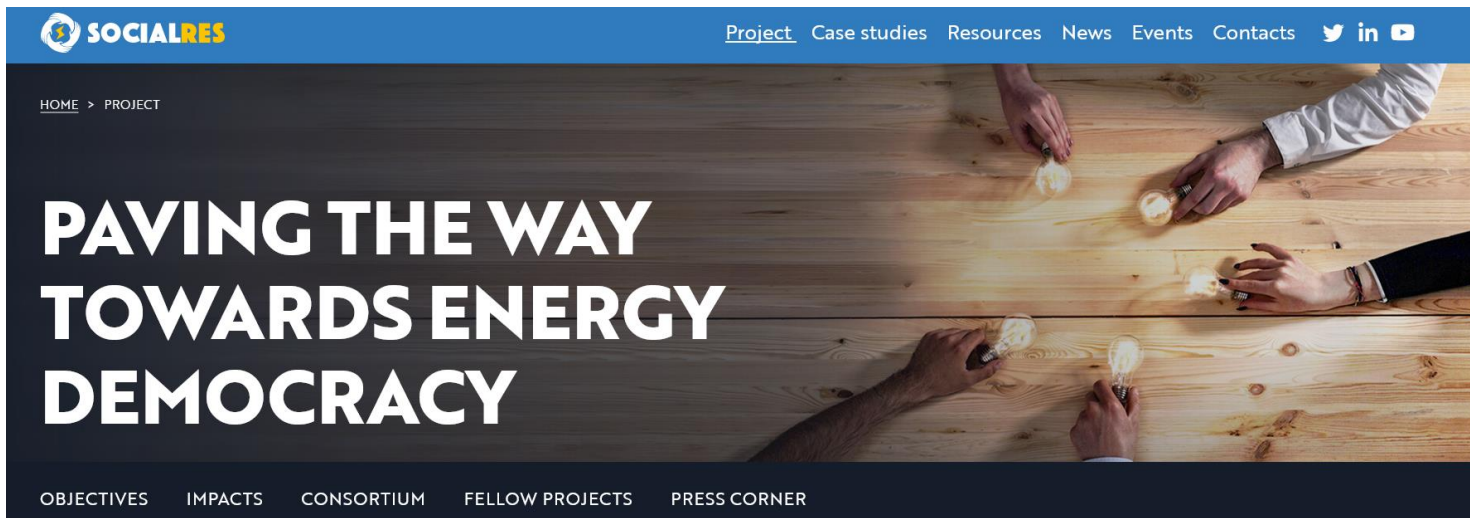 SOCIALRES
Project Case studies Resources News Events Contacts
HOME > PROJECT
PAVING THE WAY
TOWARDS ENERGY
DEMOCRACY
OBJECTIVES IMPACTS CONSORTIUM FELLOW PROJECTS PRESS CORNER